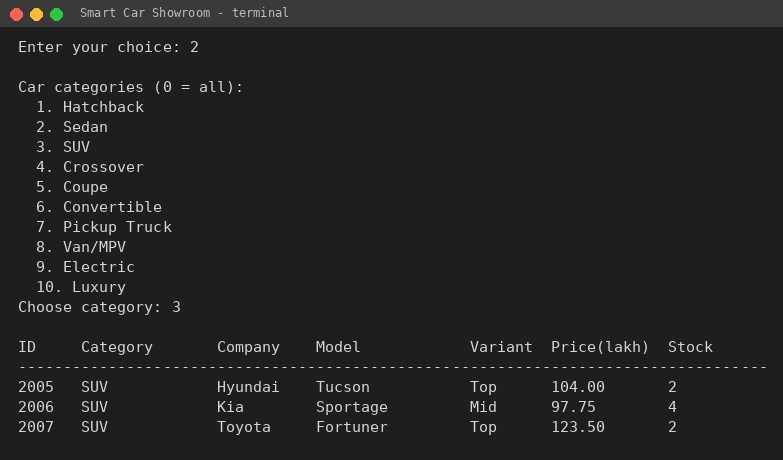 Smart Car Showroom - terminal
Enter your choice: 2
Car categories (0 = all):
1. Hatchback
2. Sedan
3. SUV
4. Crossover
5. Coupe
6. Convertible
7. Pickup Truck
8. Van/MPV
9. Electric
10. Luxury
Choose category: 3
ID Category Company Model Variant Price(lakh) Stock
-----------------------------------------------------------------------------------
2005 SUV Hyundai Tucson Top 104.00 2
2006 SUV Kia Sportage Mid 97.75 4
2007 SUV Toyota Fortuner Top 123.50 2